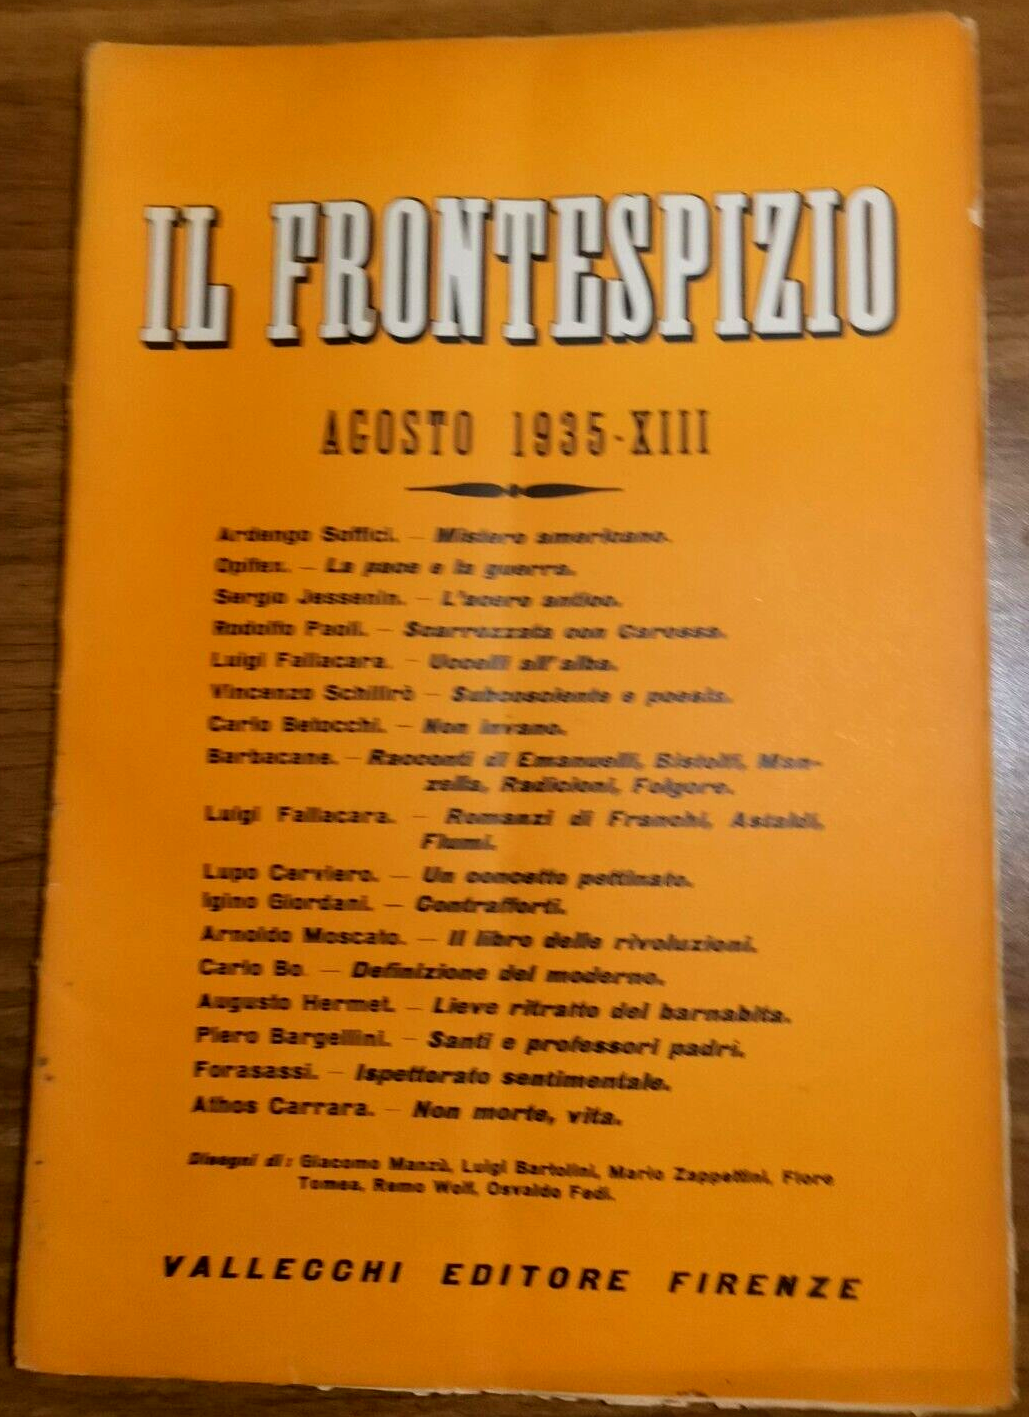 IL FRONTESPIZIO
AGOSTO 1935-XIII
Ardengo Soffici. – Mistero americano.
Opifex. – La pace e la guerra.
Sergio Jessenin. – L'acero antico.
Rodolfo Paoli. – Scarrozzata con Carossa.
Luigi Fallacara. – Uccelli all'alba.
Vincenzo Schilirò – Subcosciente e poesia.
Carlo Betocchi. – Non invano.
Barbacane. – Racconti di Emanuelli, Bistolfi, Man-
zella, Radicioni, Folgore.
Luigi Fallacara. – Romanzi di Franchi, Astaldi,
Fiumi.
Lupo Cerviero. – Un concetto pettinato.
Igino Giordani. – Contrafforti.
Arnoldo Moscato. – Il libro delle rivoluzioni.
Carlo Bo. – Definizione del moderno.
Augusto Hermet. – Lieve ritratto del barnabita.
Piero Bargellini. – Santi e professori padri.
Forasassi. – Ispettorato sentimentale.
Athos Carrara. – Non morte, vita.
Disegni di: Giacomo Manzù, Luigi Bartolini, Mario Zappettini, Fiore
Tomea, Remo Wolf, Osvaldo Fedi.
VALLECCHI EDITORE FIRENZE